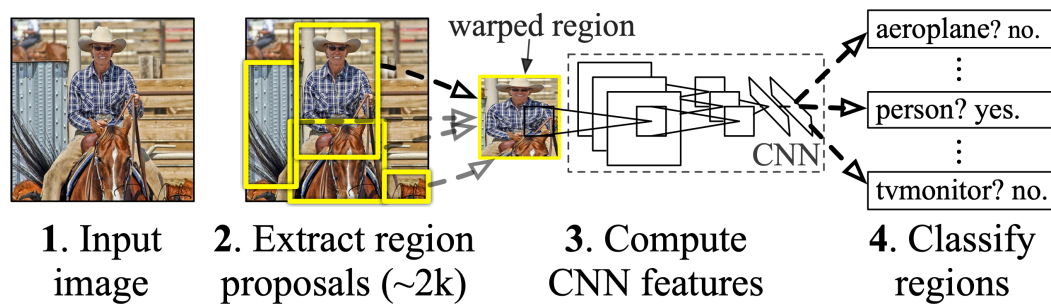 warped region
aeroplane? no.
⋮
person? yes.
CNN
⋮
tvmonitor? no.
1. Input
image
2. Extract region
proposals (~2k)
3. Compute
CNN features
4. Classify
regions